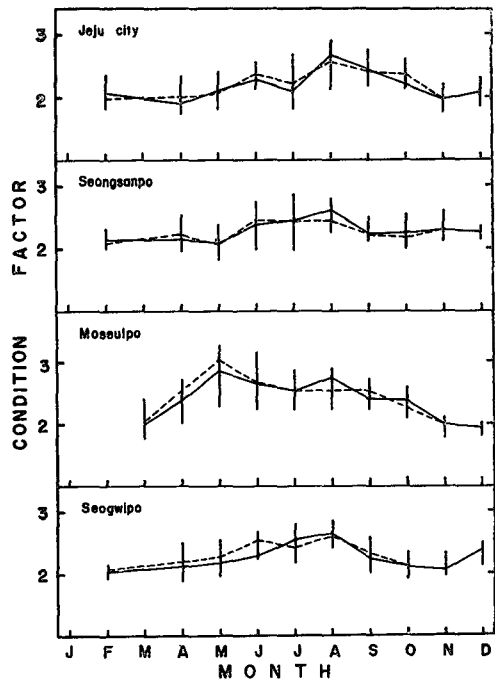 3
Jeju city
2
3
Seongsanpo
2
CONDITION FACTOR
Moseulpo
3
2
Seogwipo
3
2
J F M A M J J A S O N D
MONTH